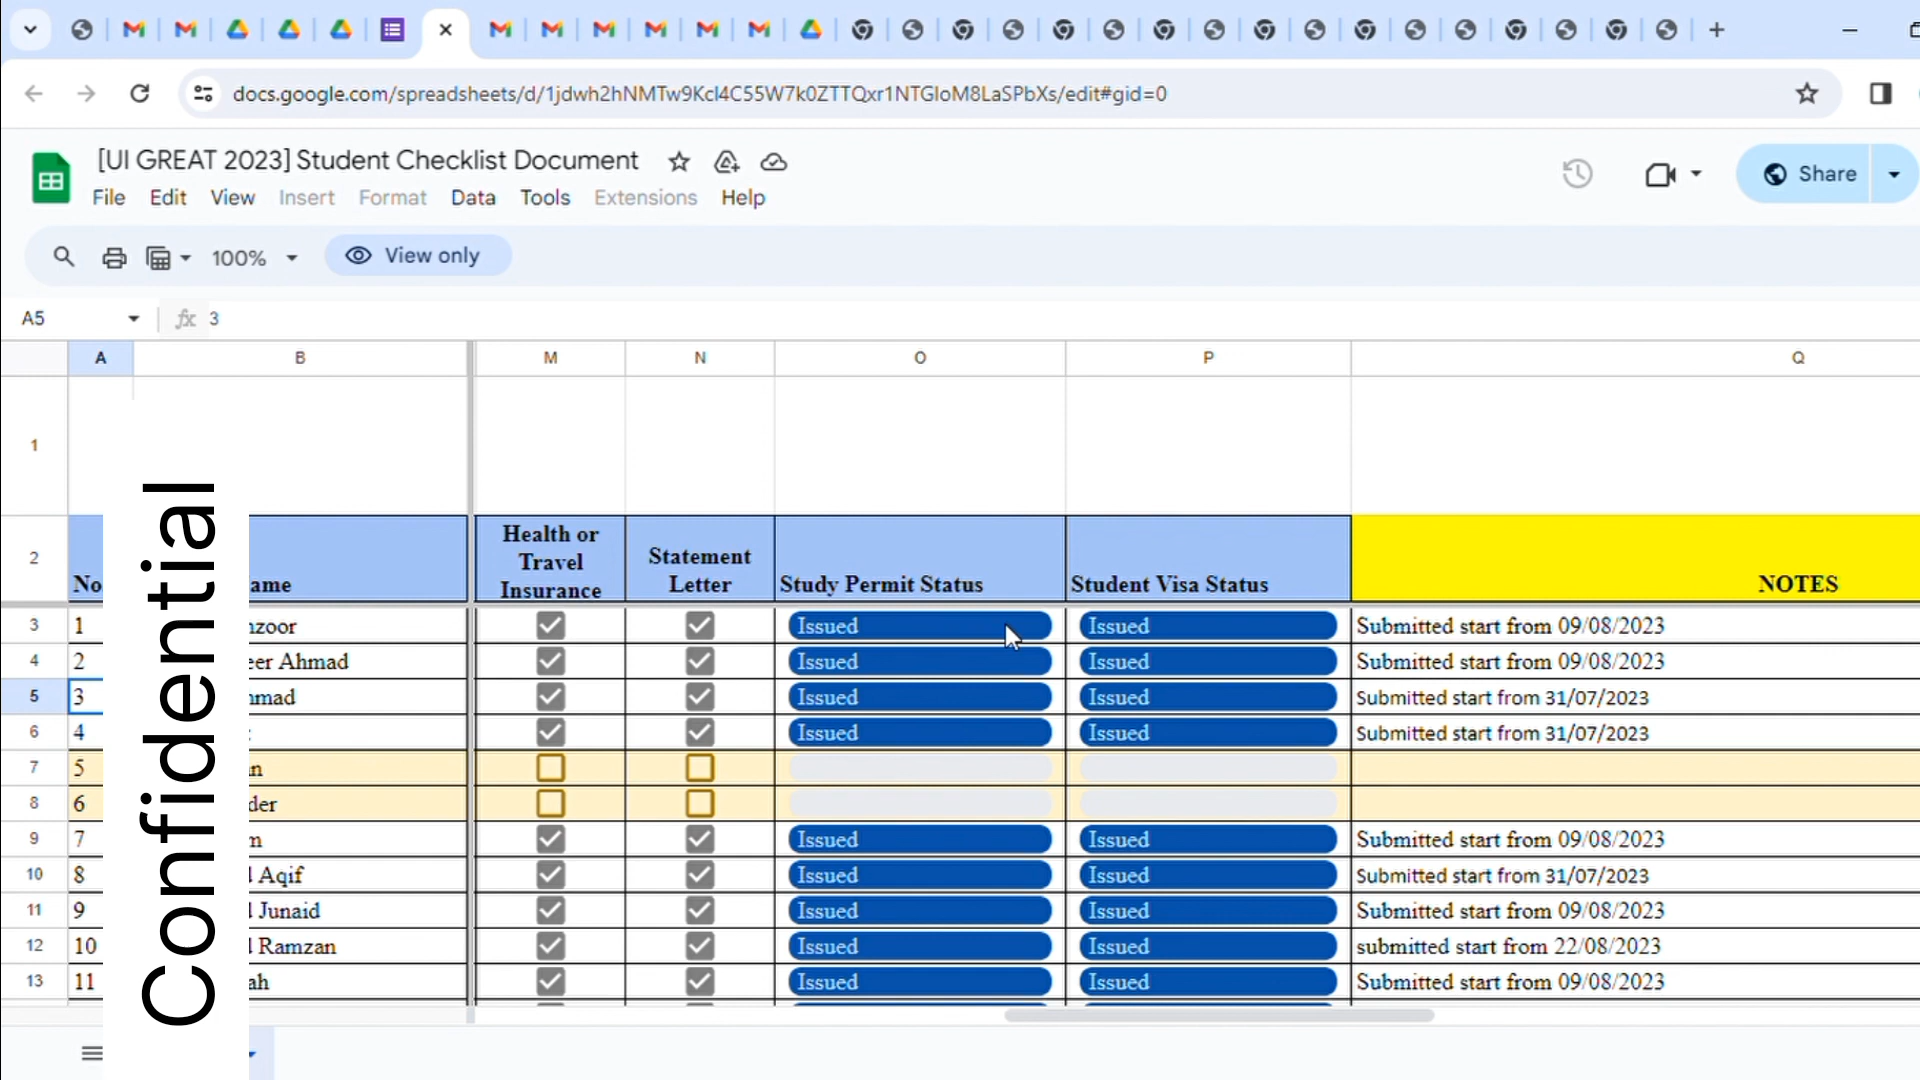 docs.google.com/spreadsheets/d/1jdwh2hNMTw9Kcl4C55W7k0ZTTQxr1NTGIoM8LaSPbXs/edit#gid=0
[UI GREAT 2023] Student Checklist Document
File Edit View Insert Format Data Tools Extensions Help
Share
100%
View only
A5 fx 3
A B M N O P Q
1
2 No ame Health or Travel Insurance Statement Letter Study Permit Status Student Visa Status NOTES
3 1 nzoor Issued Issued Submitted start from 09/08/2023
4 2 eer Ahmad Issued Issued Submitted start from 09/08/2023
5 3 mmad Issued Issued Submitted start from 31/07/2023
6 4 Issued Issued Submitted start from 31/07/2023
7 5 n
8 6 der
9 7 m Issued Issued Submitted start from 09/08/2023
10 8 Aqif Issued Issued Submitted start from 31/07/2023
11 9 Junaid Issued Issued Submitted start from 09/08/2023
12 10 Ramzan Issued Issued submitted start from 22/08/2023
13 11 ah Issued Issued Submitted start from 09/08/2023
Confidential